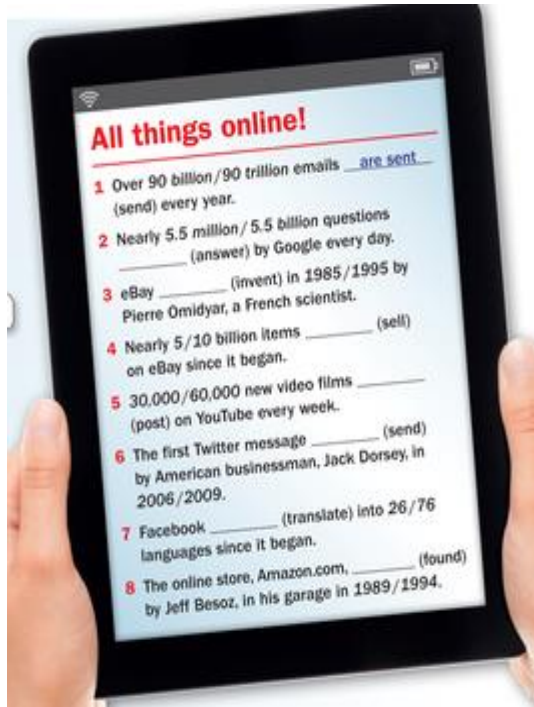 All things online!
1 Over 90 billion/90 trillion emails are sent
(send) every year.
2 Nearly 5.5 million/5.5 billion questions
________ (answer) by Google every day.
3 eBay ________ (invent) in 1985/1995 by
Pierre Omidyar, a French scientist.
4 Nearly 5/10 billion items ________ (sell)
on eBay since it began.
5 30,000/60,000 new video films ________
(post) on YouTube every week.
6 The first Twitter message ________ (send)
by American businessman, Jack Dorsey, in
2006/2009.
7 Facebook ________ (translate) into 26/76
languages since it began.
8 The online store, Amazon.com, ________ (found)
by Jeff Besoz, in his garage in 1989/1994.